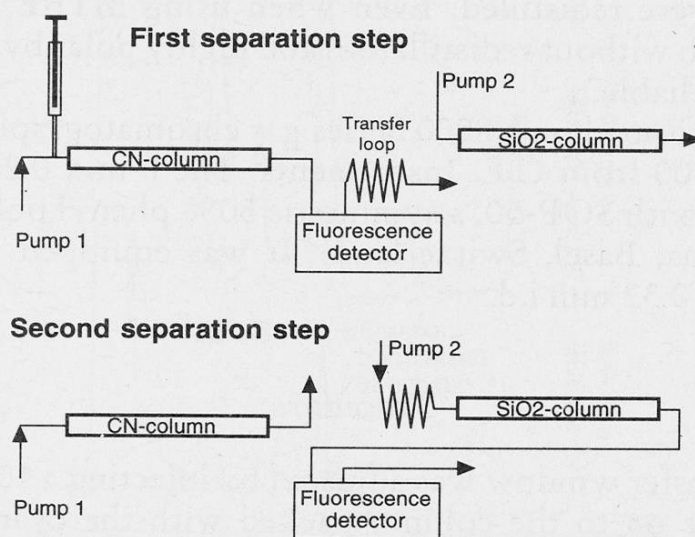 First separation step
Pump 2
Transfer
loop
CN-column
SiO2-column
Pump 1
Fluorescence
detector
Second separation step
Pump 2
CN-column
SiO2-column
Pump 1
Fluorescence
detector